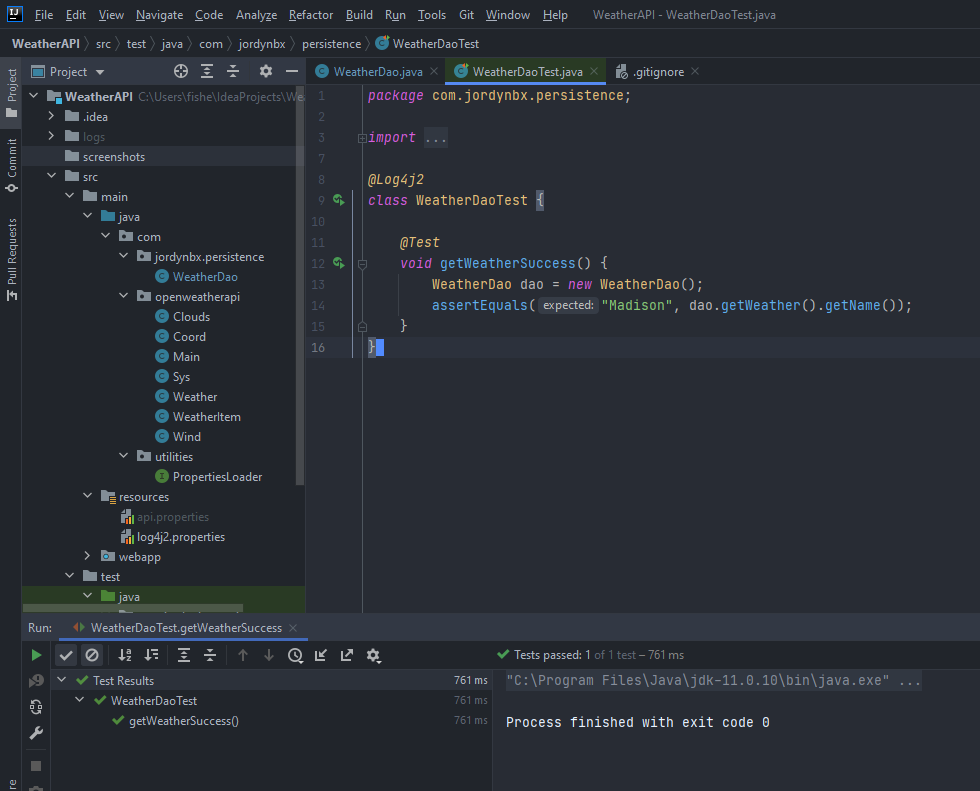 IJ File Edit View Navigate Code Analyze Refactor Build Run Tools Git Window Help WeatherAPI - WeatherDaoTest.java
WeatherAPI src test java com jordynbx persistence C WeatherDaoTest
Project
Commit
Pull Requests
Project
WeatherAPI C:\Users\fishe\IdeaProjects\We
.idea
logs
screenshots
src
main
java
com
jordynbx.persistence
C WeatherDao
openweatherapi
C Clouds
C Coord
C Main
C Sys
C Weather
C WeatherItem
C Wind
utilities
I PropertiesLoader
resources
api.properties
log4j2.properties
webapp
test
java
C WeatherDao.java C WeatherDaoTest.java .gitignore
1 package com.jordynbx.persistence;
2
3 import ...
7
8 @Log4j2
9 class WeatherDaoTest {
10
11 @Test
12 void getWeatherSuccess() {
13 WeatherDao dao = new WeatherDao();
14 assertEquals( expected: "Madison", dao.getWeather().getName());
15 }
16 }
Run: WeatherDaoTest.getWeatherSuccess
Tests passed: 1 of 1 test – 761 ms
Test Results 761 ms
WeatherDaoTest 761 ms
getWeatherSuccess() 761 ms
"C:\Program Files\Java\jdk-11.0.10\bin\java.exe" ...
Process finished with exit code 0